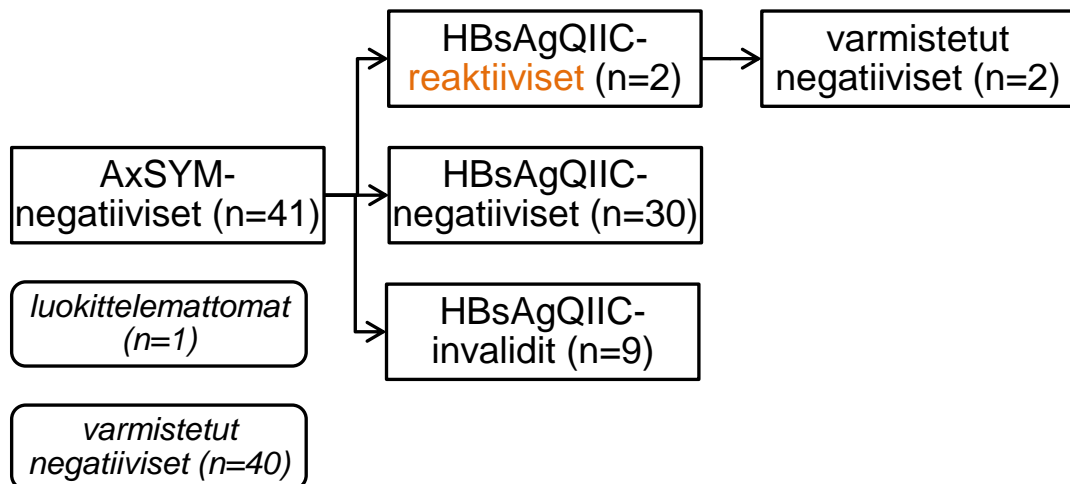 HBsAgQIIC-
reaktiiviset (n=2)
varmistetut
negatiiviset (n=2)
AxSYM-
negatiiviset (n=41)
HBsAgQIIC-
negatiiviset (n=30)
luokittelemattomat
(n=1)
HBsAgQIIC-
invalidit (n=9)
varmistetut
negatiiviset (n=40)